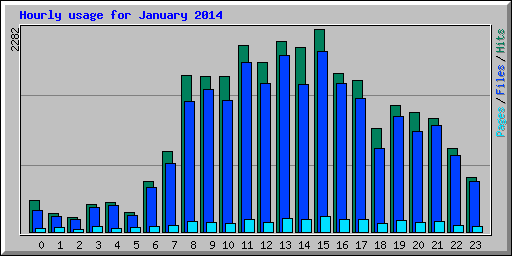 Hourly usage for January 2014
2282
Pages/Files/Hits
0 1 2 3 4 5 6 7 8 9 10 11 12 13 14 15 16 17 18 19 20 21 22 23